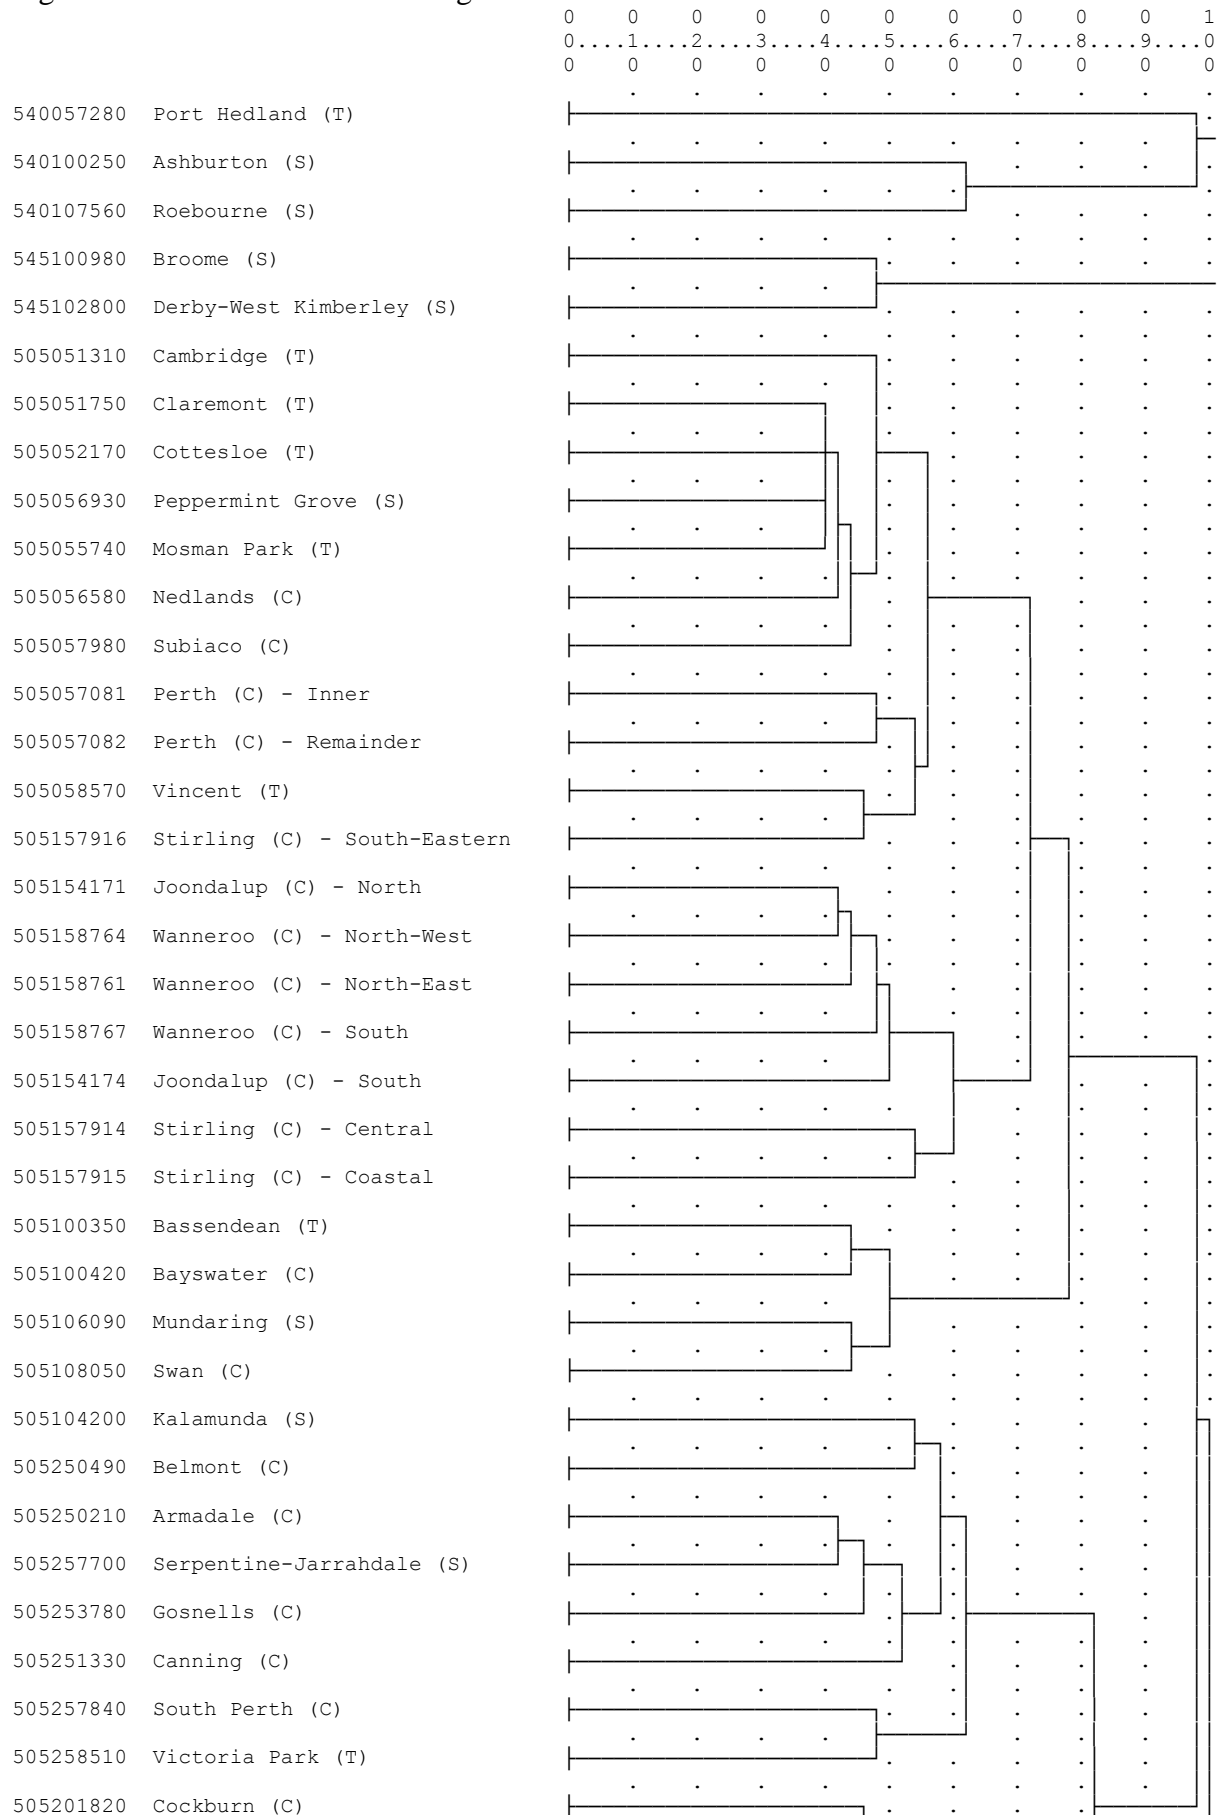 0 0 0 0 0 0 0 0 0 0 1
0....1....2....3....4....5....6....7....8....9....0
0 0 0 0 0 0 0 0 0 0 0
540057280 Port Hedland (T)
540100250 Ashburton (S)
540107560 Roebourne (S)
545100980 Broome (S)
545102800 Derby-West Kimberley (S)
505051310 Cambridge (T)
505051750 Claremont (T)
505052170 Cottesloe (T)
505056930 Peppermint Grove (S)
505055740 Mosman Park (T)
505056580 Nedlands (C)
505057980 Subiaco (C)
505057081 Perth (C) - Inner
505057082 Perth (C) - Remainder
505058570 Vincent (T)
505157916 Stirling (C) - South-Eastern
505154171 Joondalup (C) - North
505158764 Wanneroo (C) - North-West
505158761 Wanneroo (C) - North-East
505158767 Wanneroo (C) - South
505154174 Joondalup (C) - South
505157914 Stirling (C) - Central
505157915 Stirling (C) - Coastal
505100350 Bassendean (T)
505100420 Bayswater (C)
505106090 Mundaring (S)
505108050 Swan (C)
505104200 Kalamunda (S)
505250490 Belmont (C)
505250210 Armadale (C)
505257700 Serpentine-Jarrahdale (S)
505253780 Gosnells (C)
505251330 Canning (C)
505257840 South Perth (C)
505258510 Victoria Park (T)
505201820 Cockburn (C)